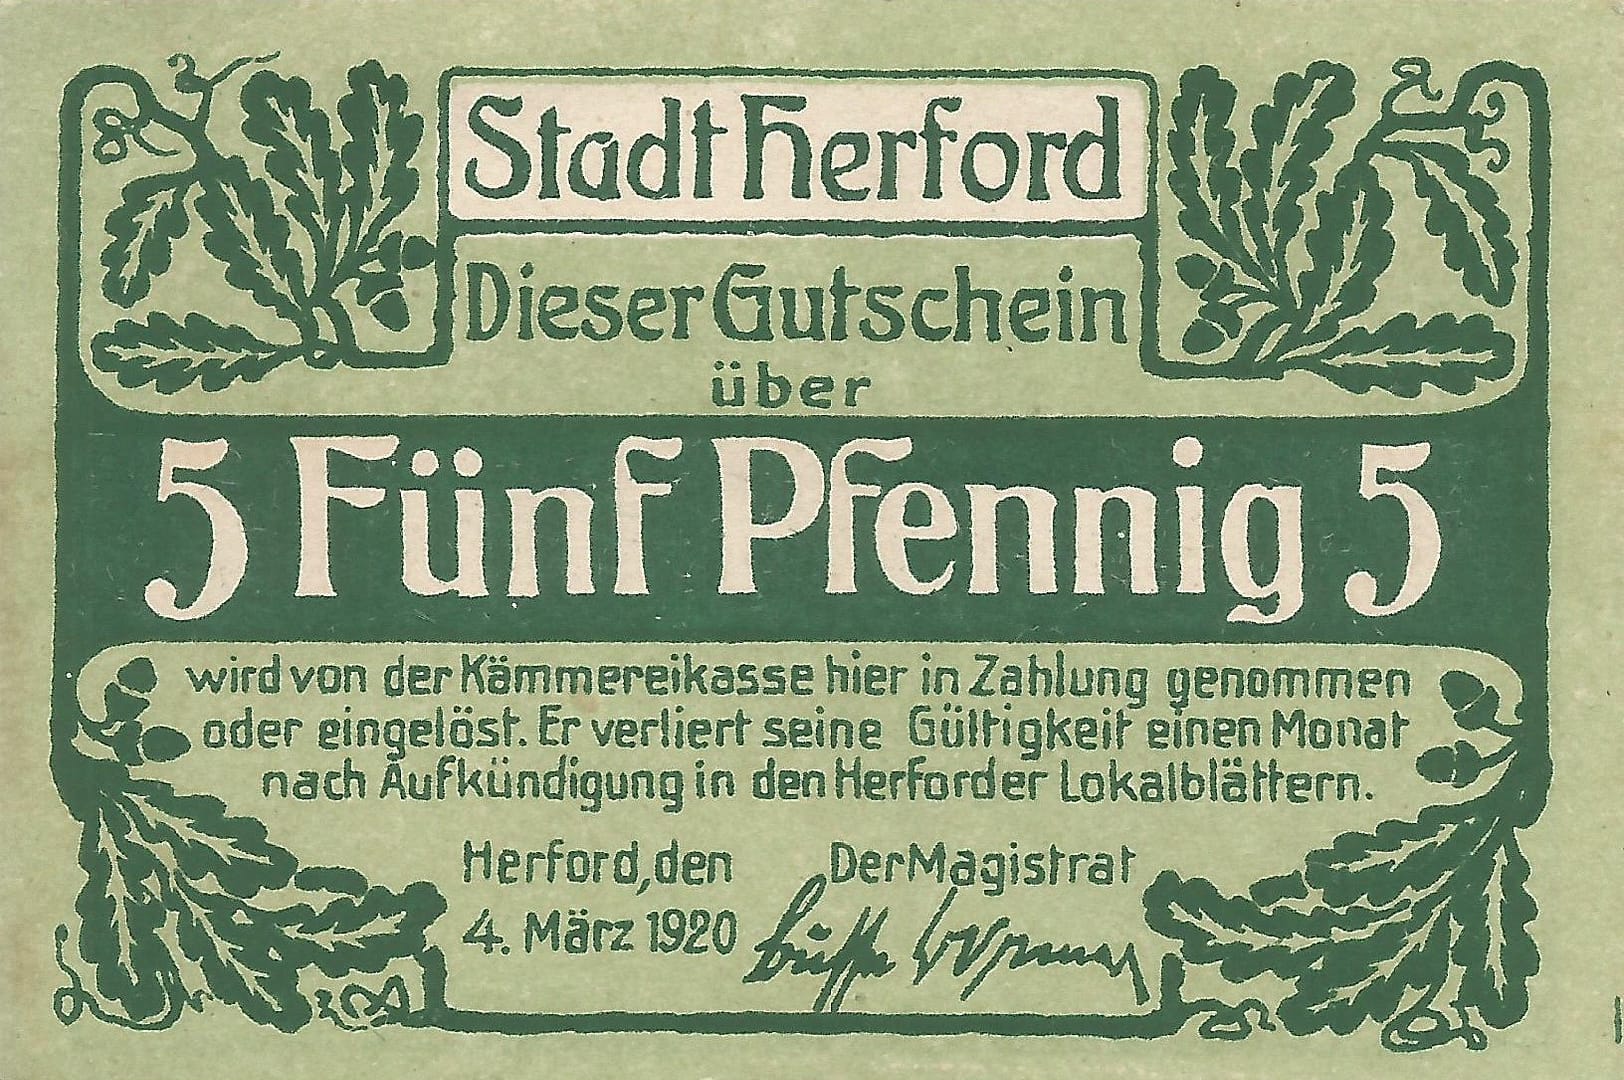 Stadt Herford
Dieser Gutschein
über
5 Fünf Pfennig 5
wird von der Kämmereikasse hier in Zahlung genommen
oder eingelöst. Er verliert seine Gültigkeit einen Monat
nach Aufkündigung in den Herforder Lokalblättern.
Herford, den Der Magistrat
4. März 1920